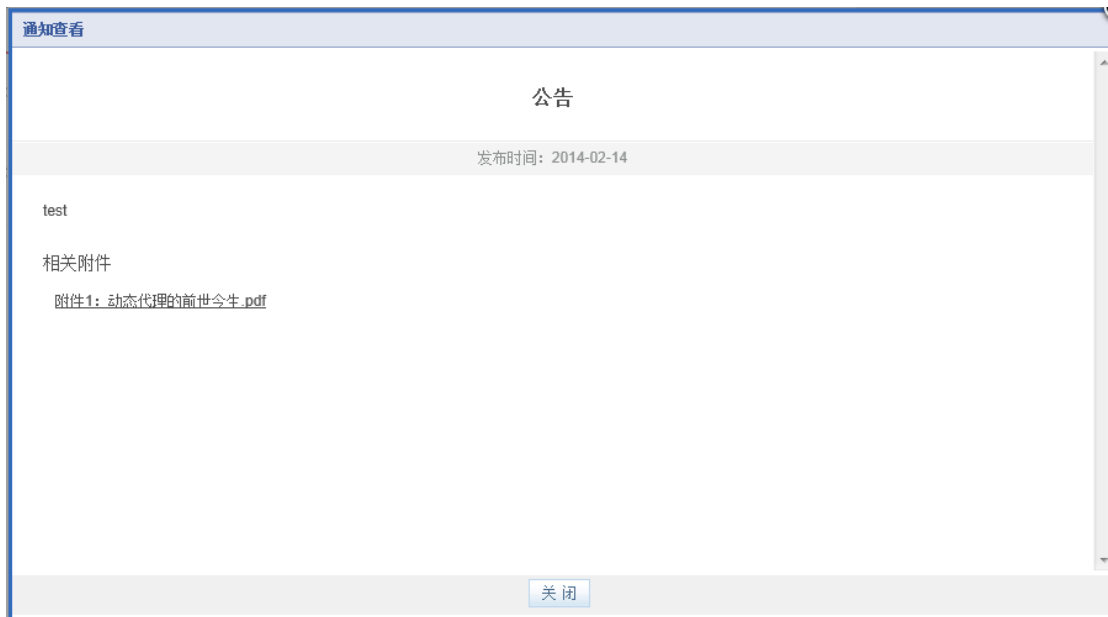 通知查看
公告
发布时间：2014-02-14
test
相关附件
附件1：动态代理的前世今生.pdf
关 闭